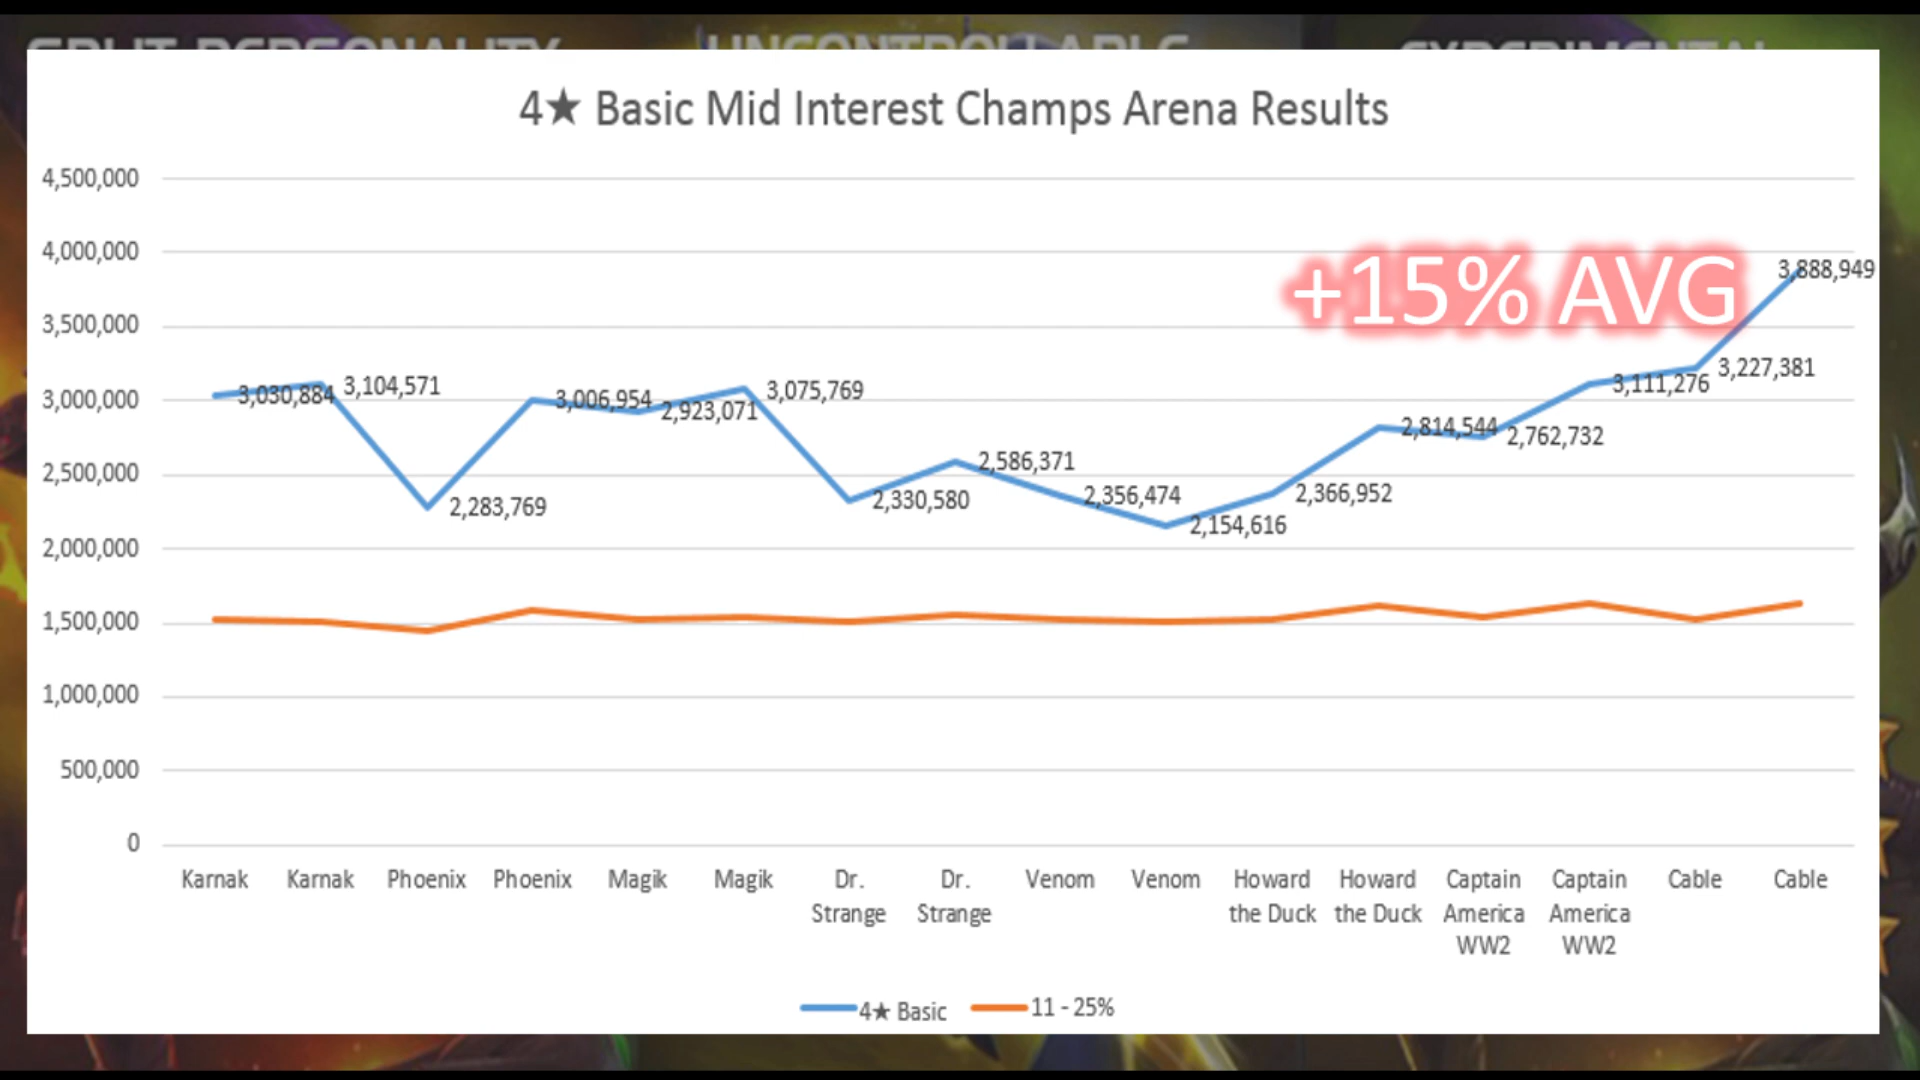 SPLIT PERSONALITY
UNCONTROLLABLE
EXPERIMENTAL
4★ Basic Mid Interest Champs Arena Results
4,500,000
4,000,000
3,500,000
3,000,000
2,500,000
2,000,000
1,500,000
1,000,000
500,000
0
+15% AVG
3,030,884
3,104,571
2,283,769
3,006,954
2,923,071
3,075,769
2,330,580
2,586,371
2,356,474
2,154,616
2,366,952
2,814,544
2,762,732
3,111,276
3,227,381
3,888,949
Karnak
Karnak
Phoenix
Phoenix
Magik
Magik
Dr.
Strange
Dr.
Strange
Venom
Venom
Howard
the Duck
Howard
the Duck
Captain
America
WW2
Captain
America
WW2
Cable
Cable
4★ Basic
11 - 25%